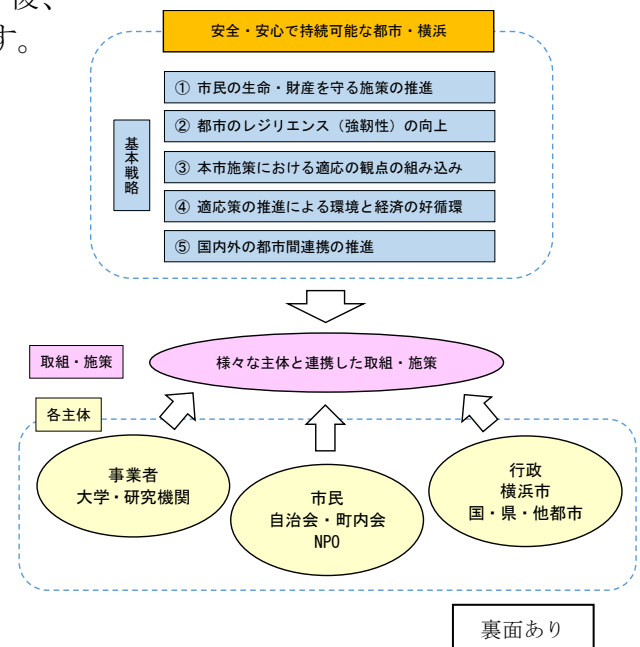 後、
す。
安全・安心で持続可能な都市・横浜
基本戦略
① 市民の生命・財産を守る施策の推進
② 都市のレジリエンス（強靭性）の向上
③ 本市施策における適応の観点の組み込み
④ 適応策の推進による環境と経済の好循環
⑤ 国内外の都市間連携の推進
取組・施策
様々な主体と連携した取組・施策
各主体
事業者
大学・研究機関
市民
自治会・町内会
NPO
行政
横浜市
国・県・他都市
裏面あり